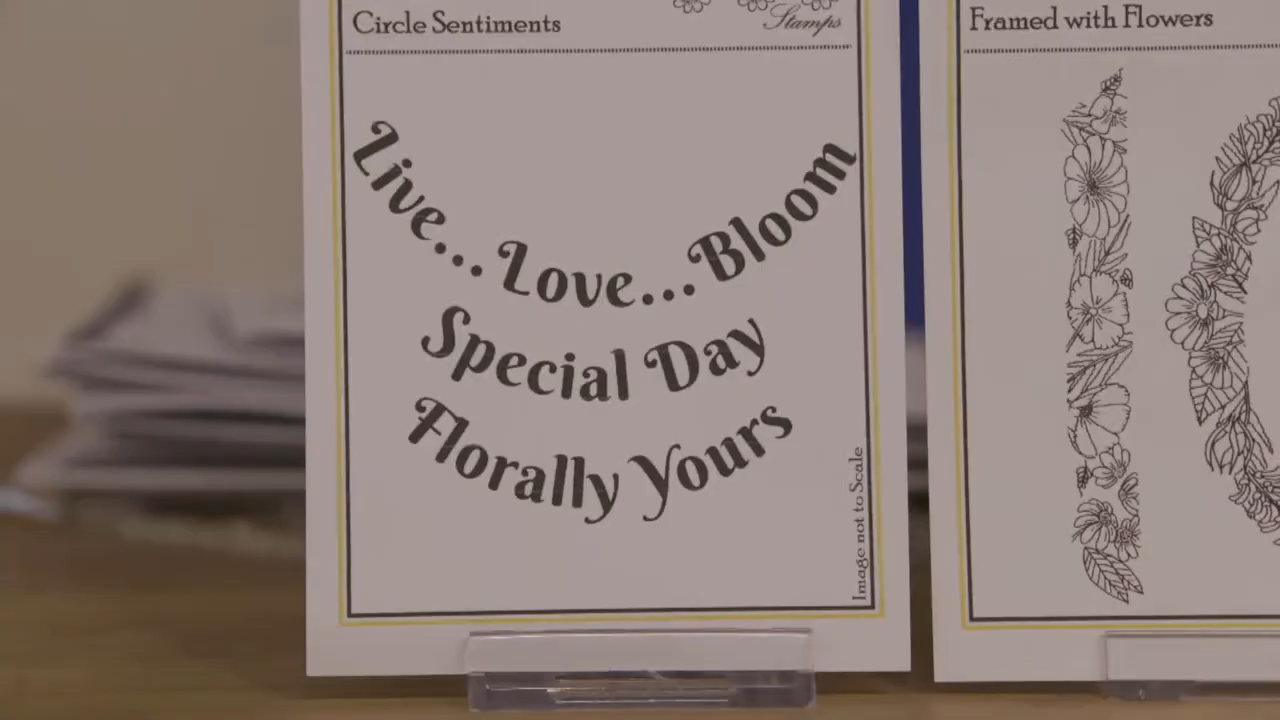 Circle Sentiments
Stamps
Live...Love...Bloom
Special Day
Florally Yours
Image not to Scale
Framed with Flowers